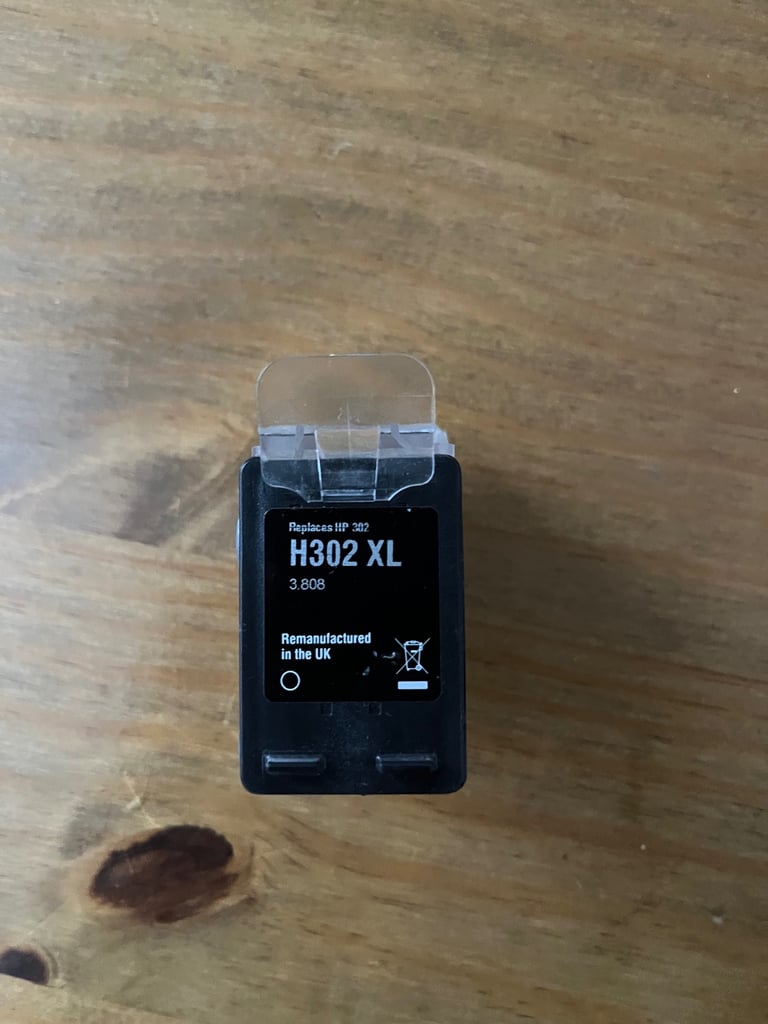 Replaces HP 302
H302 XL
3.808
Remanufactured
in the UK